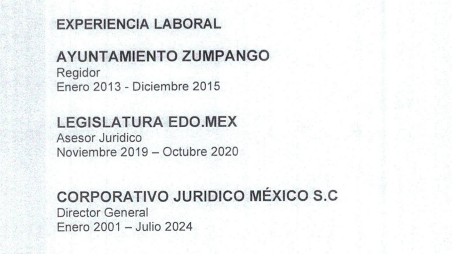 EXPERIENCIA LABORAL
AYUNTAMIENTO ZUMPANGO
Regidor
Enero 2013 - Diciembre 2015
LEGISLATURA EDO.MEX
Asesor Juridico
Noviembre 2019 – Octubre 2020
CORPORATIVO JURIDICO MÉXICO S.C
Director General
Enero 2001 – Julio 2024